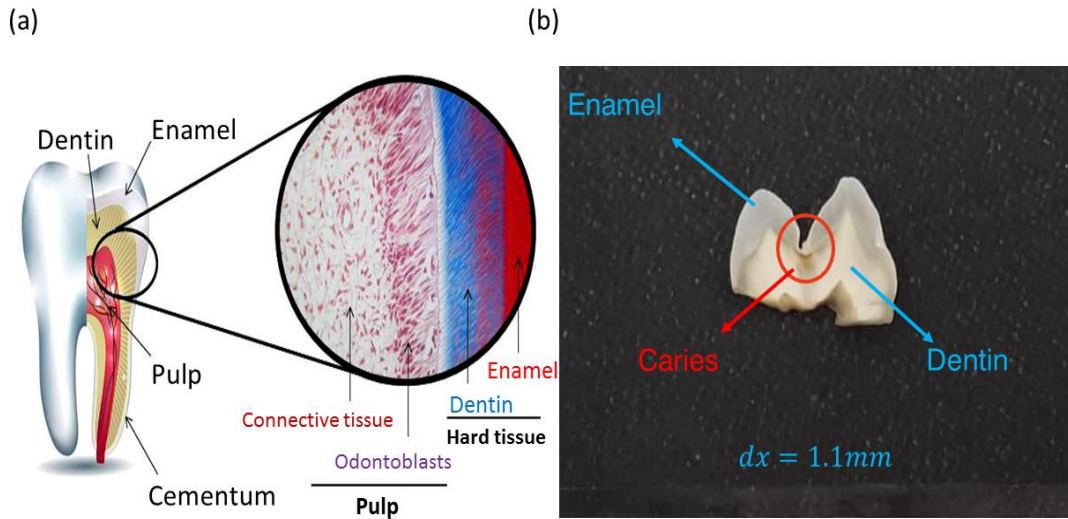 (a)
(b)
Dentin
Enamel
Pulp
Cementum
Connective tissue
Odontoblasts
Pulp
Enamel
Dentin
Hard tissue
Enamel
Caries
Dentin
dx = 1.1mm